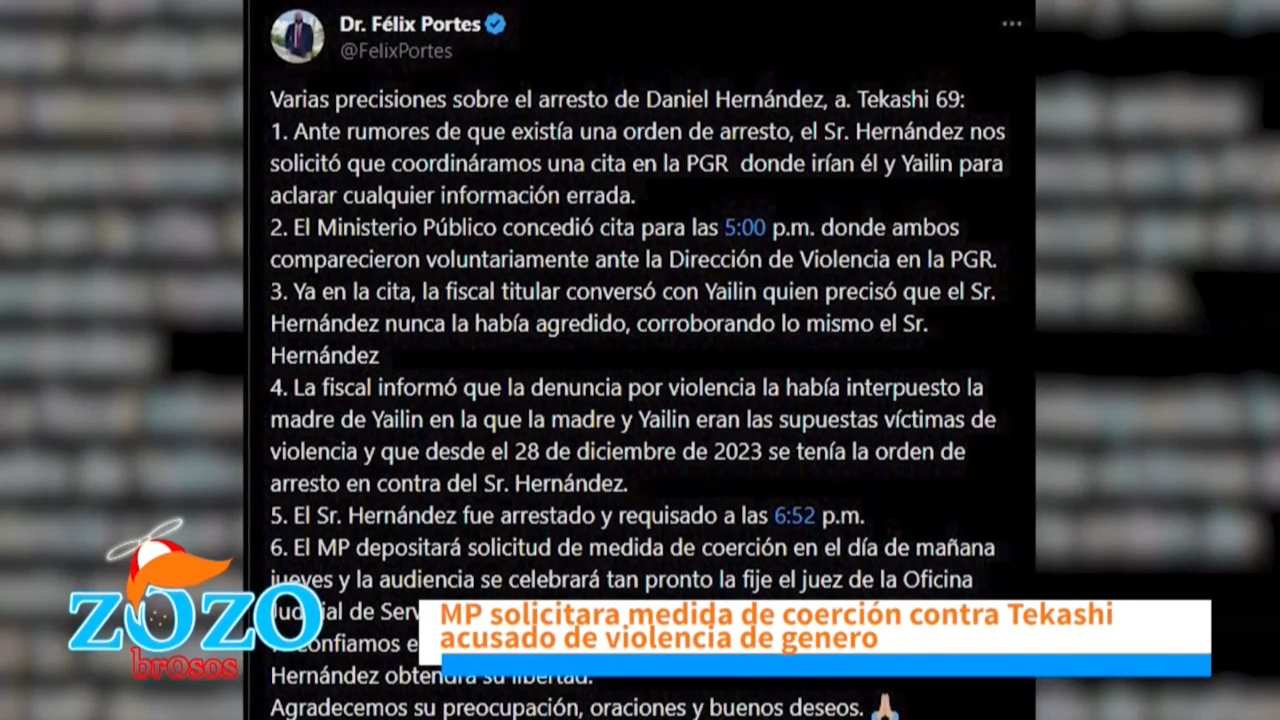 Dr. Félix Portes
@FelixPortes
Varias precisiones sobre el arresto de Daniel Hernández, a. Tekashi 69:
1. Ante rumores de que existía una orden de arresto, el Sr. Hernández nos
solicitó que coordináramos una cita en la PGR donde irían él y Yailin para
aclarar cualquier información errada.
2. El Ministerio Público concedió cita para las 5:00 p.m. donde ambos
comparecieron voluntariamente ante la Dirección de Violencia en la PGR.
3. Ya en la cita, la fiscal titular conversó con Yailin quien precisó que el Sr.
Hernández nunca la había agredido, corroborando lo mismo el Sr.
Hernández
4. La fiscal informó que la denuncia por violencia la había interpuesto la
madre de Yailin en la que la madre y Yailin eran las supuestas víctimas de
violencia y que desde el 28 de diciembre de 2023 se tenía la orden de
arresto en contra del Sr. Hernández.
5. El Sr. Hernández fue arrestado y requisado a las 6:52 p.m.
6. El MP depositará solicitud de medida de coerción en el día de mañana
jueves y la audiencia se celebrará tan pronto la fije el juez de la Oficina
de
Hernández obtendrá su libertad.
Agradecemos su preocupación, oraciones y buenos deseos.
ZOZO
brOsos
MP solicitara medida de coerción contra Tekashi
acusado de violencia de genero